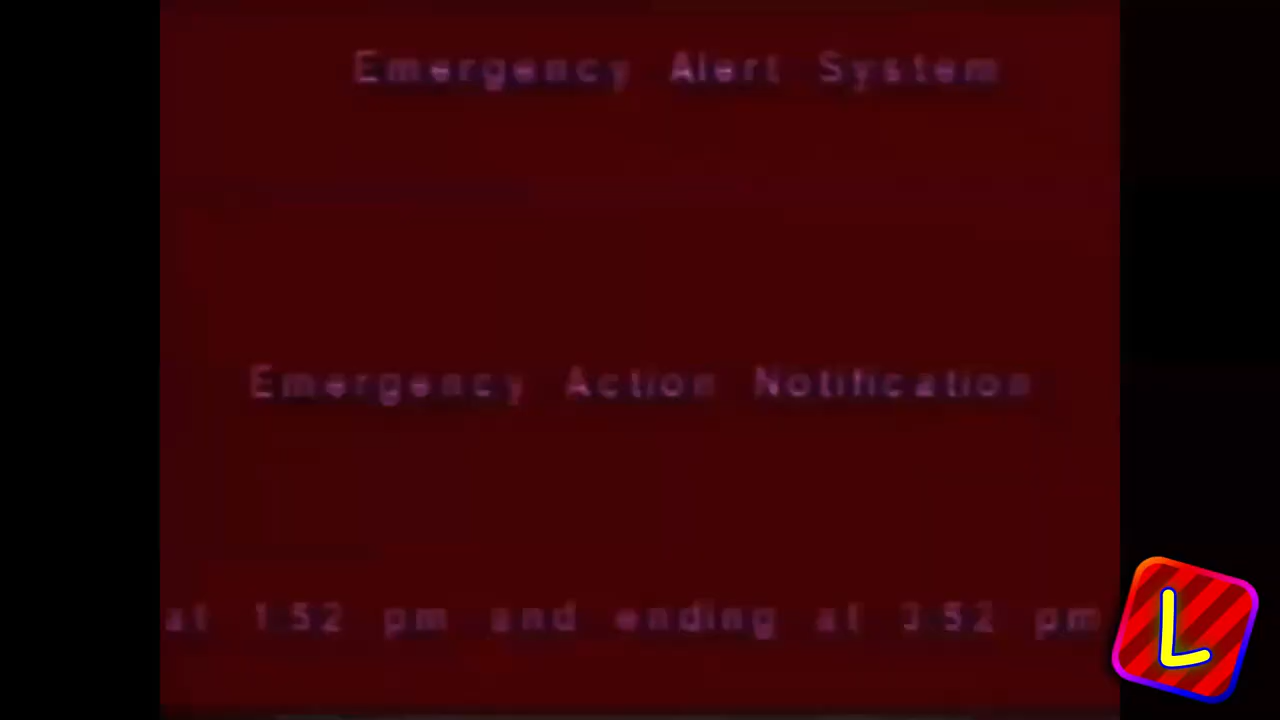 Emergency Alert System
Emergency Action Notification
at 1:52 pm and ending at 3:52 pm
L